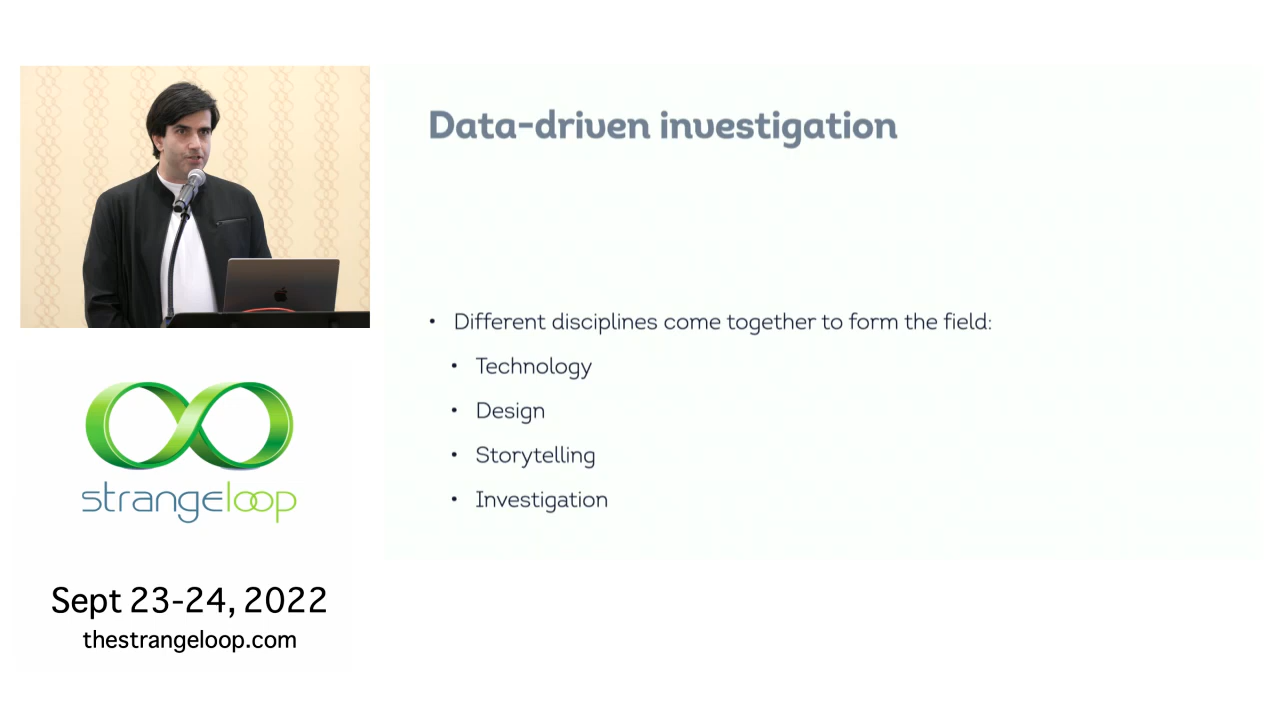 Data-driven investigation
• Different disciplines come together to form the field:
• Technology
• Design
• Storytelling
• Investigation
strangeloop
Sept 23-24, 2022
thestrangeloop.com